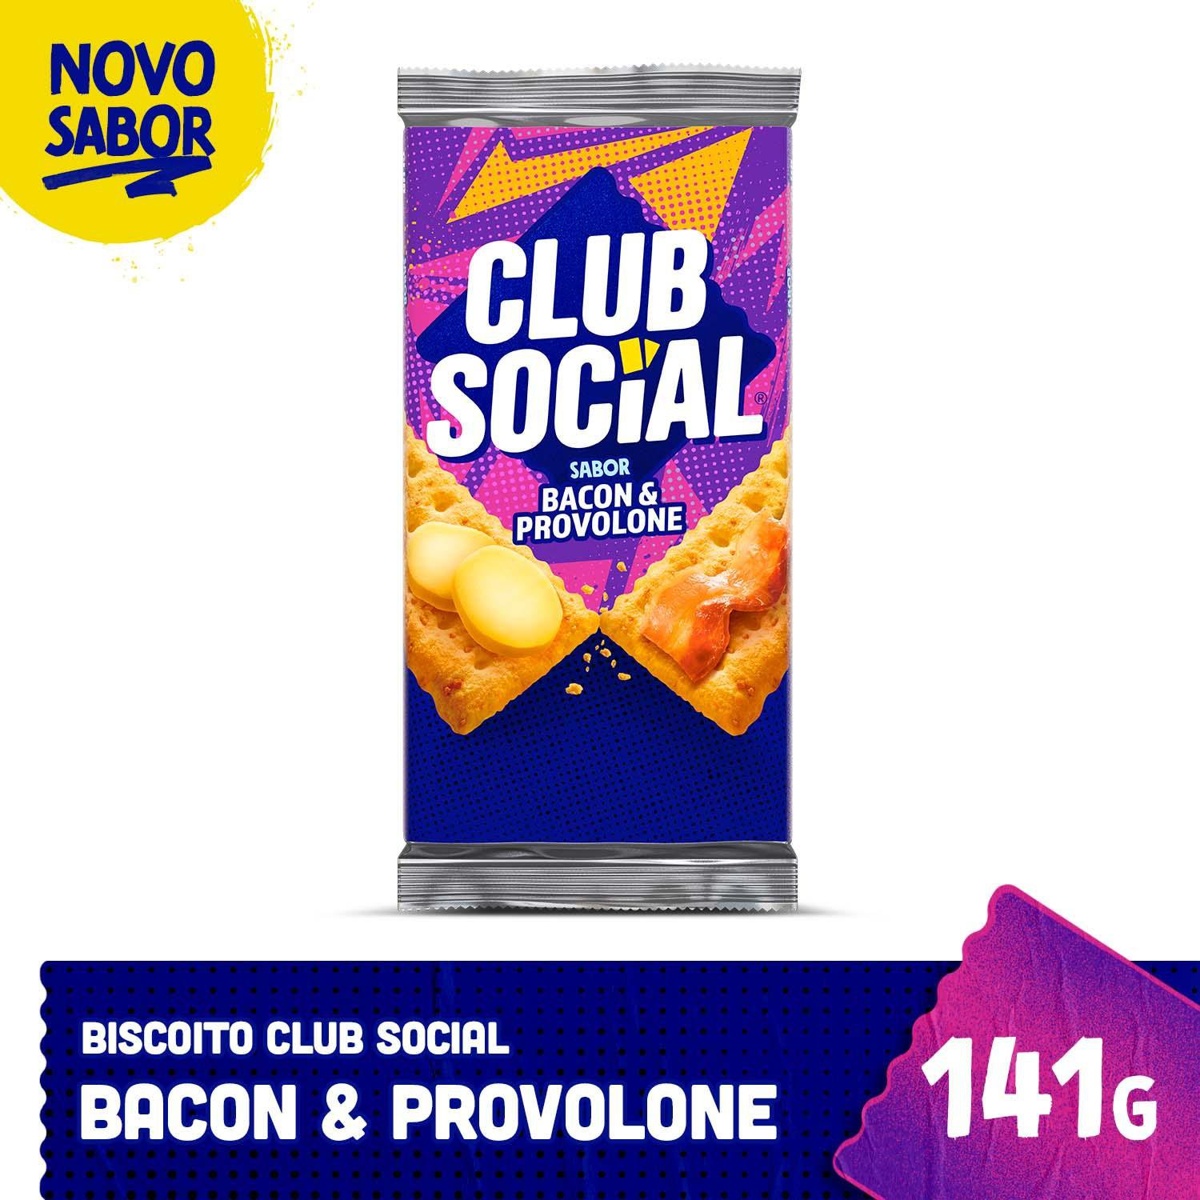 NOVO
SABOR
CLUB
SOCIAL
®
SABOR
BACON &
PROVOLONE
BISCOITO CLUB SOCIAL
BACON & PROVOLONE
141G